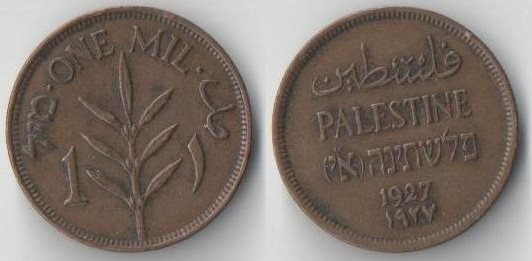 מיל · ONE MIL · مل
1 ١
فلسطين
PALESTINE
פלשתינה (א״י)
1927
١٩٢٧